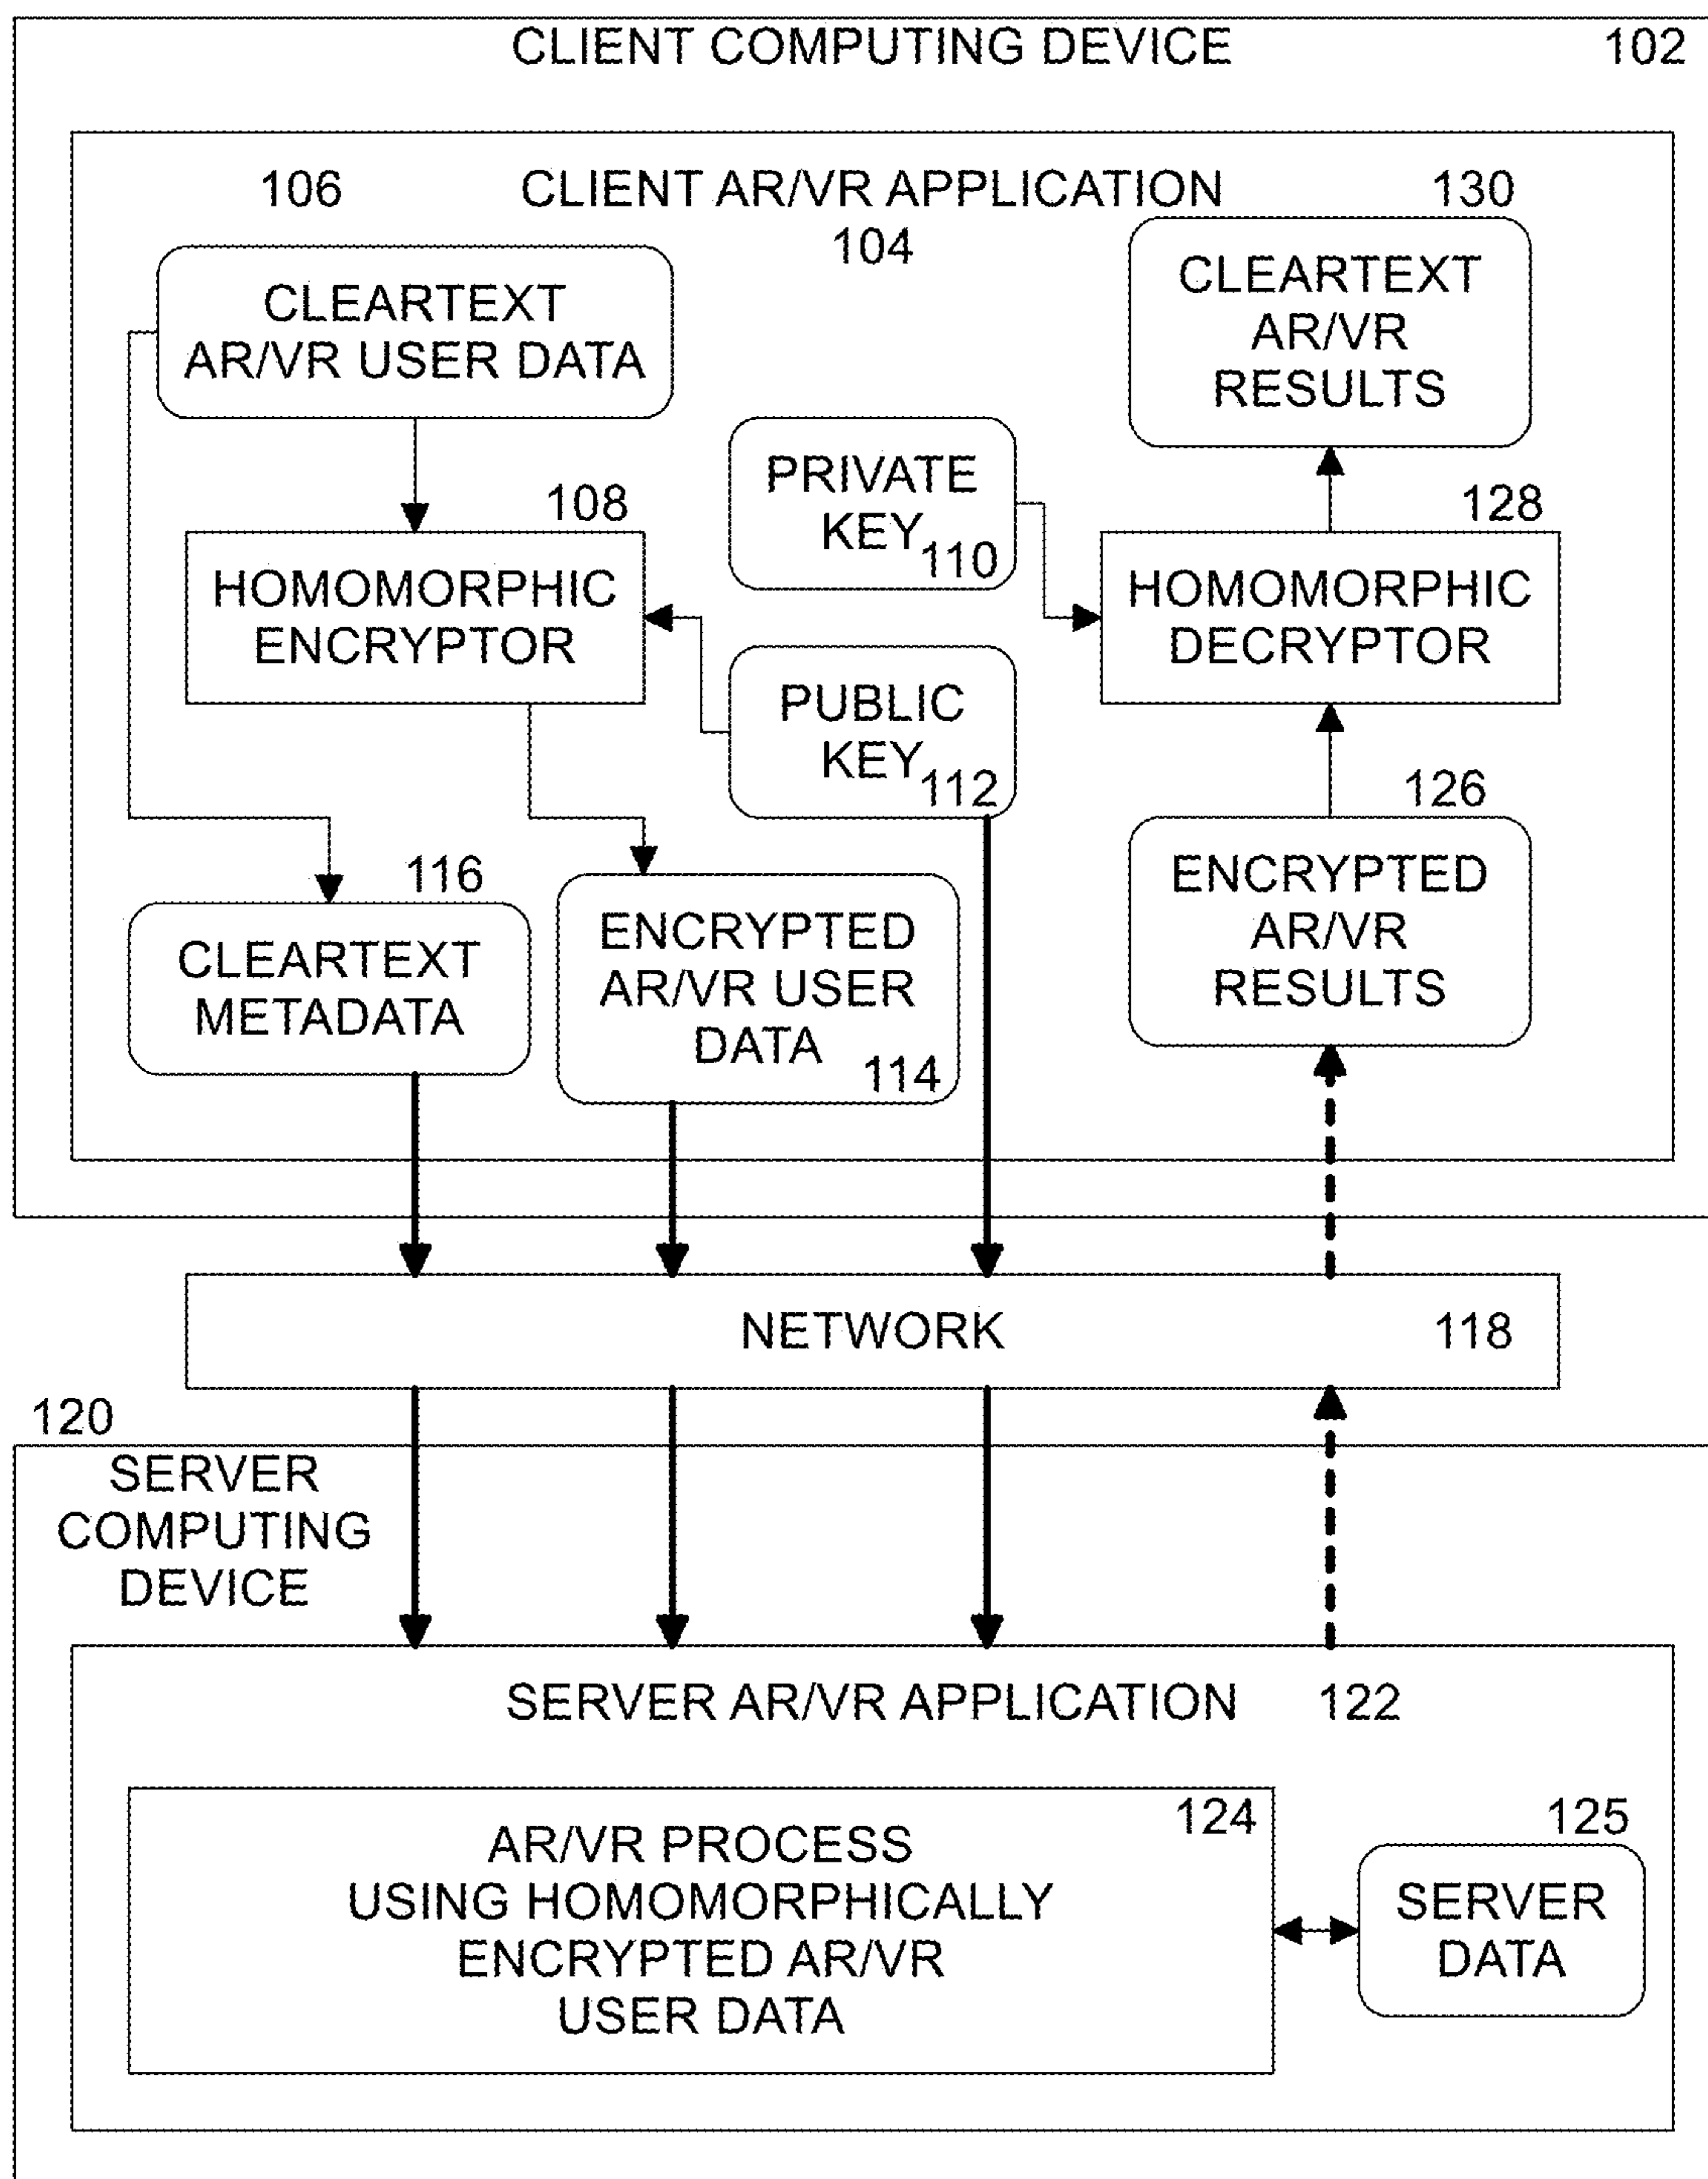 CLIENT COMPUTING DEVICE 102
106 CLIENT AR/VR APPLICATION 130
104
CLEARTEXT
AR/VR USER DATA
CLEARTEXT
AR/VR
RESULTS
PRIVATE
KEY 110
108
HOMOMORPHIC
ENCRYPTOR
128
HOMOMORPHIC
DECRYPTOR
PUBLIC
KEY 112
116
CLEARTEXT
METADATA
ENCRYPTED
AR/VR USER
DATA
114
126
ENCRYPTED
AR/VR
RESULTS
NETWORK 118
120
SERVER
COMPUTING
DEVICE
SERVER AR/VR APPLICATION 122
124
AR/VR PROCESS
USING HOMOMORPHICALLY
ENCRYPTED AR/VR
USER DATA
125
SERVER
DATA